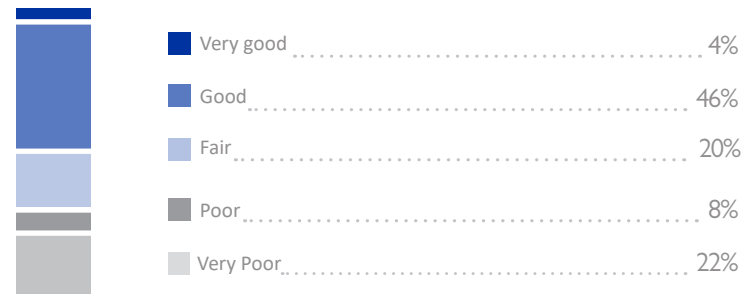 Very good 4%
Good 46%
Fair 20%
Poor 8%
Very Poor 22%